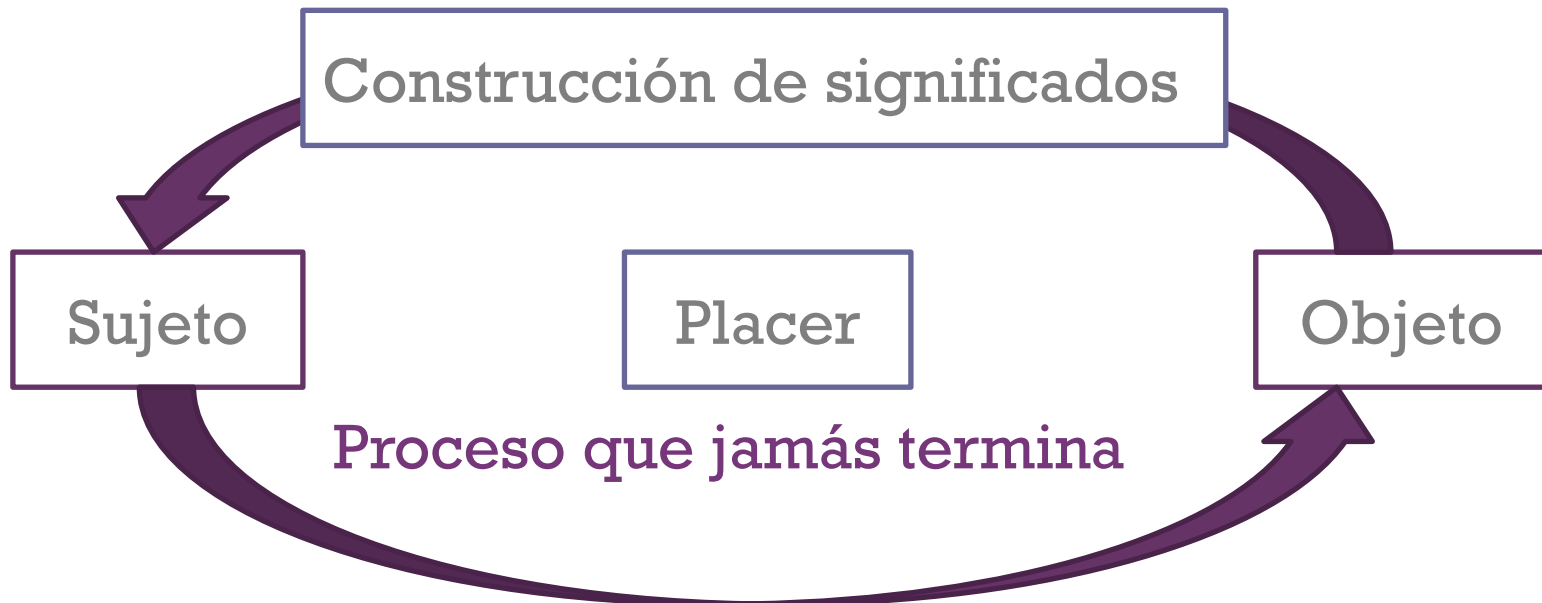 Construcción de significados
Sujeto
Placer
Objeto
Proceso que jamás termina